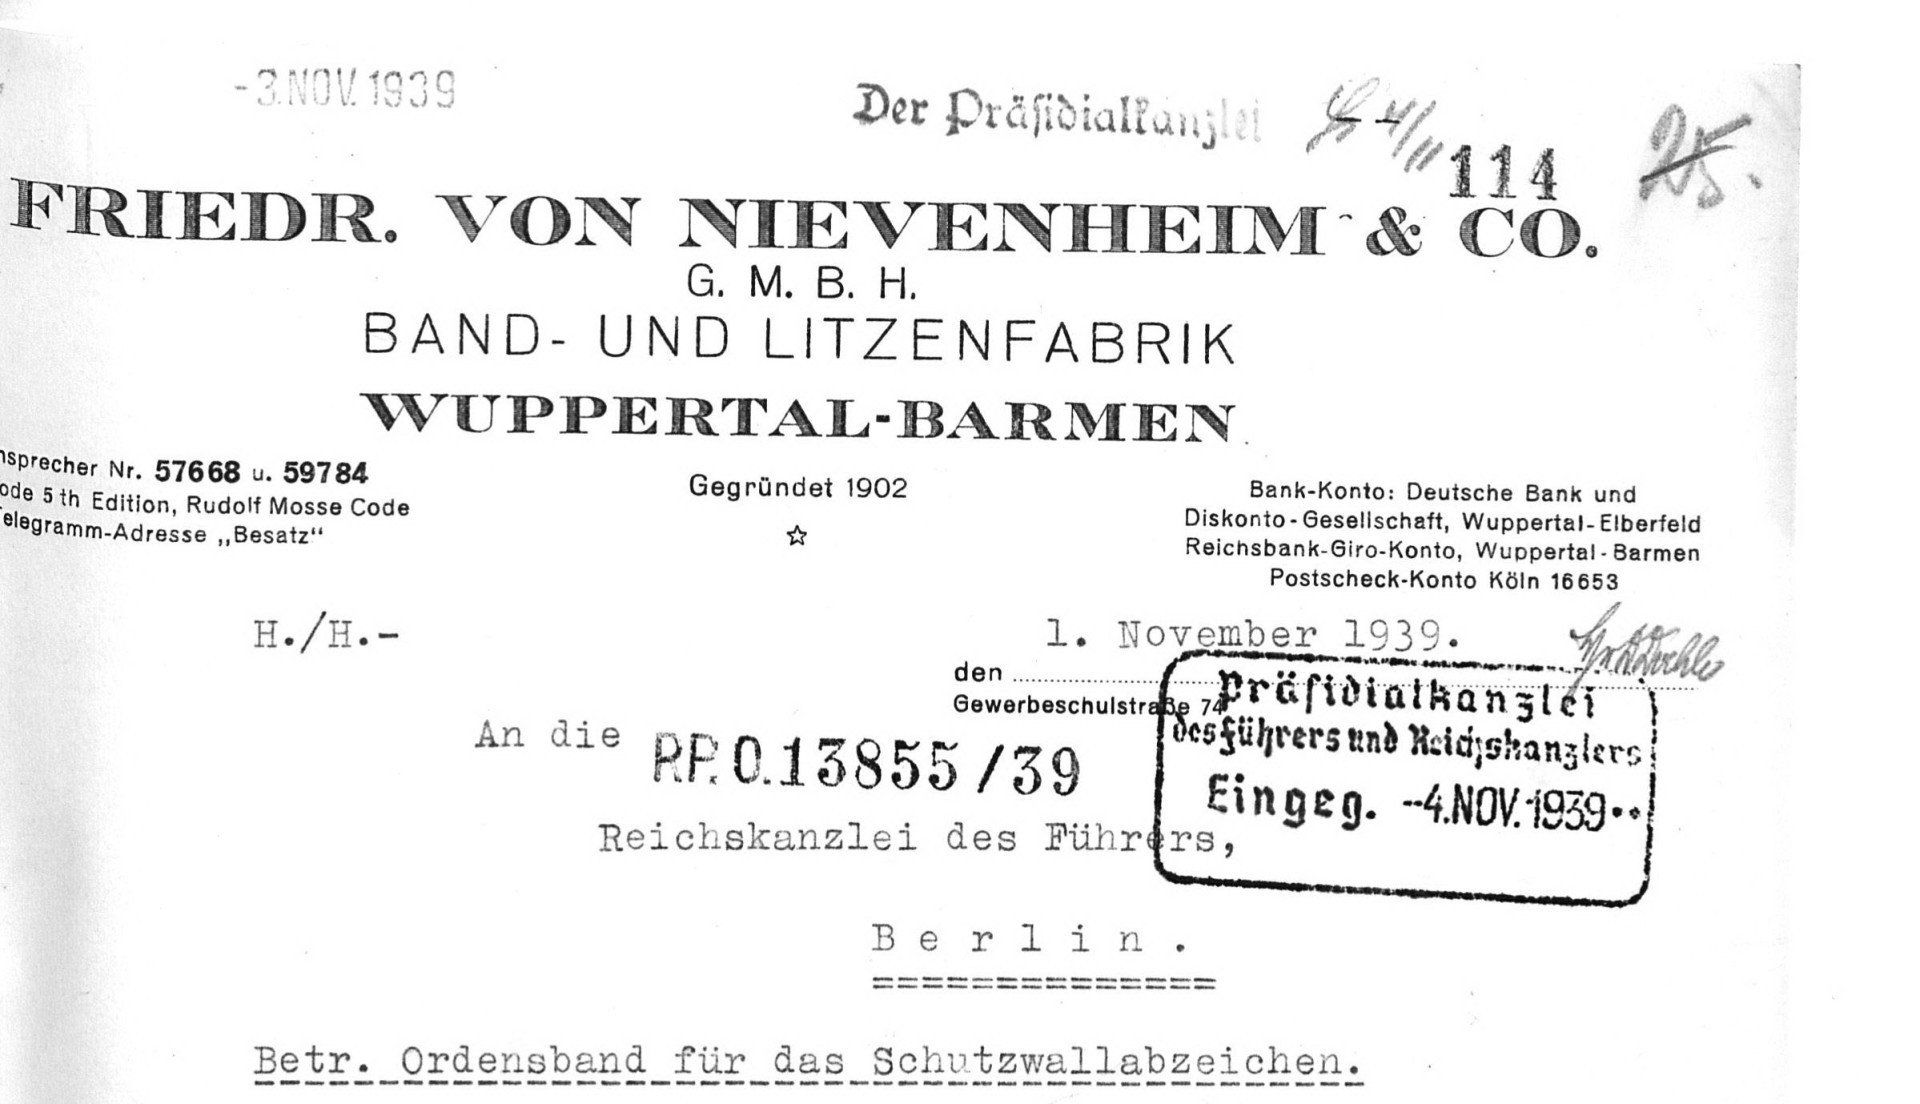 -3.NOV.1939
Der Präsidialkanzlei
4/11
114
25.
FRIEDR. VON NIEVENHEIM & CO.
G. M. B. H.
BAND- UND LITZENFABRIK
WUPPERTAL-BARMEN
nsprecher Nr. 57668 u. 59784
ode 5 th Edition, Rudolf Mosse Code
elegramm-Adresse „Besatz“
Gegründet 1902
Bank-Konto: Deutsche Bank und
Diskonto-Gesellschaft, Wuppertal-Elberfeld
Reichsbank-Giro-Konto, Wuppertal-Barmen
Postscheck-Konto Köln 16653
H./H.-
1. November 1939.
den
Gewerbeschulstraße 74
Präsidialkanzlei
des Führers und Reichskanzlers
Eingeg. -4.NOV.1939
An die
RP. O. 13855/39
Reichskanzlei des Führers,
Berlin.
==============
Betr. Ordensband für das Schutzwallabzeichen.